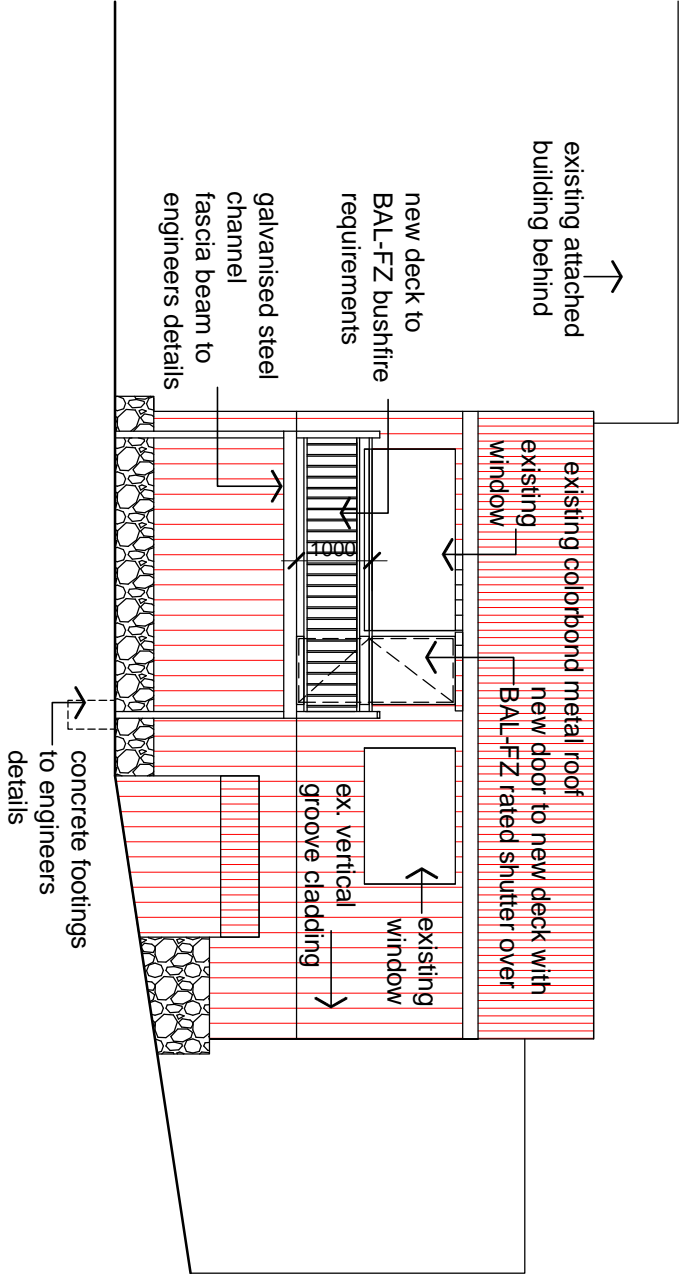 existing attached
building behind
existing colorbond metal roof
existing
window
new door to new deck with
BAL-FZ rated shutter over
new deck to
BAL-FZ bushfire
requirements
1000
existing
window
ex. vertical
groove cladding
galvanised steel
channel
fascia beam to
engineers details
concrete footings
to engineers
details